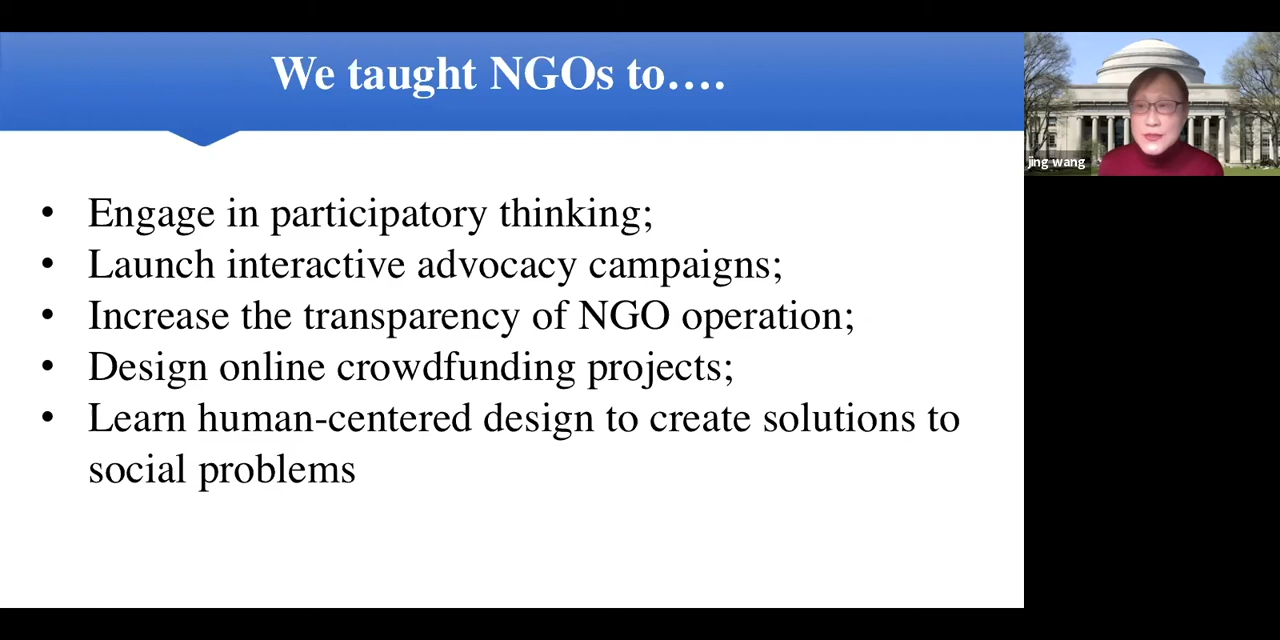 We taught NGOs to….
jing wang
• Engage in participatory thinking;
• Launch interactive advocacy campaigns;
• Increase the transparency of NGO operation;
• Design online crowdfunding projects;
• Learn human-centered design to create solutions to
social problems